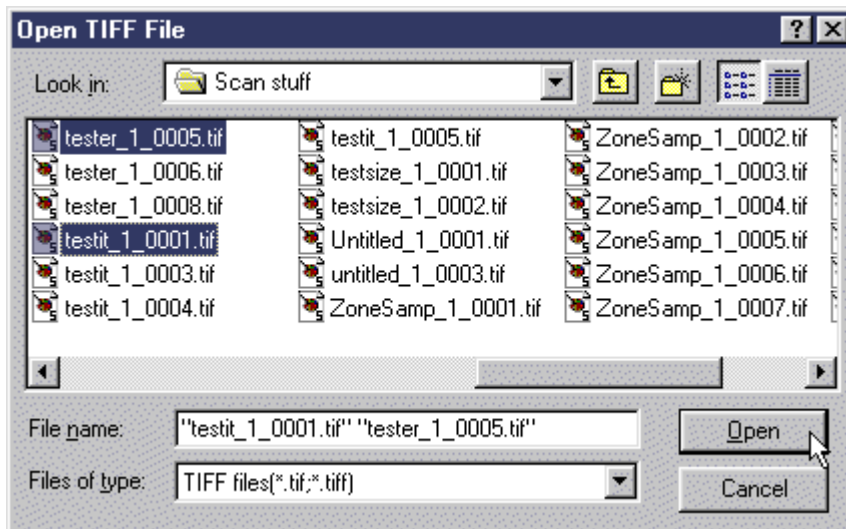 Open TIFF File
Look in: Scan stuff
tester_1_0005.tif testit_1_0005.tif ZoneSamp_1_0002.tif
tester_1_0006.tif testsize_1_0001.tif ZoneSamp_1_0003.tif
tester_1_0008.tif testsize_1_0002.tif ZoneSamp_1_0004.tif
testit_1_0001.tif Untitled_1_0001.tif ZoneSamp_1_0005.tif
testit_1_0003.tif untitled_1_0003.tif ZoneSamp_1_0006.tif
testit_1_0004.tif ZoneSamp_1_0001.tif ZoneSamp_1_0007.tif
File name: "testit_1_0001.tif" "tester_1_0005.tif" Open
Files of type: TIFF files(*.tif;*.tiff) Cancel